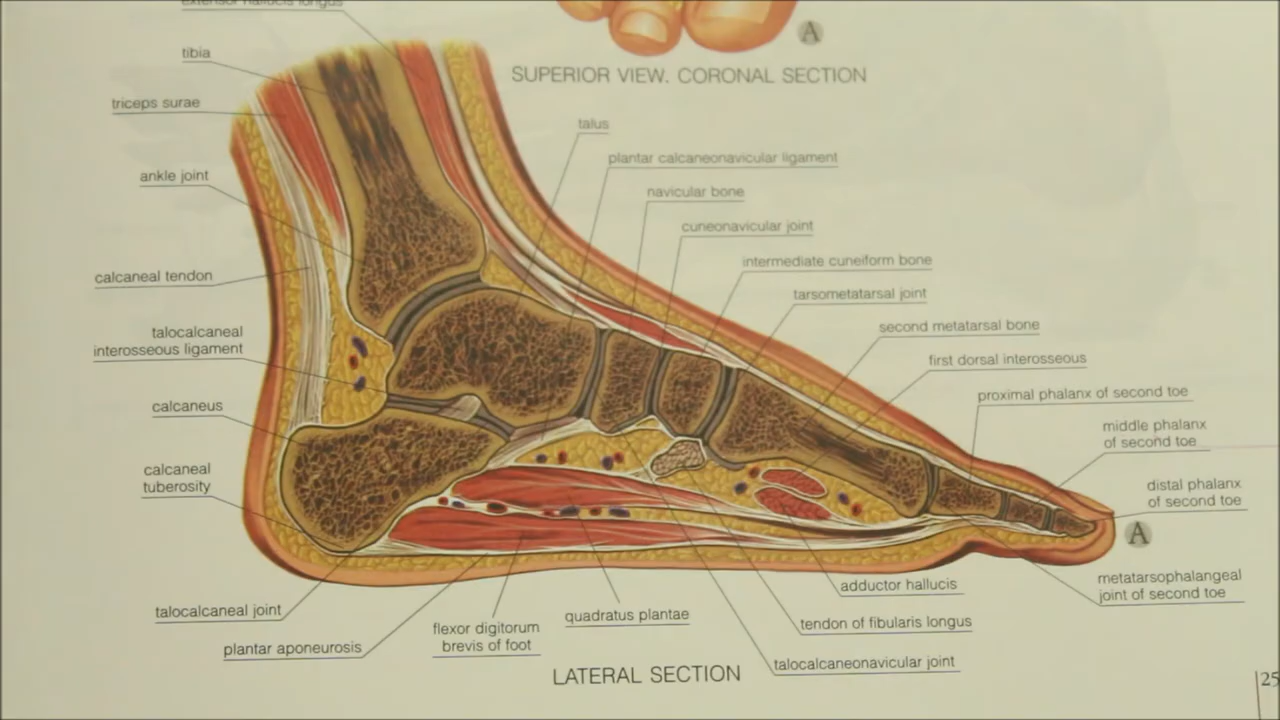 extensor hallucis longus
tibia
triceps surae
ankle joint
calcaneal tendon
talocalcaneal
interosseous ligament
calcaneus
calcaneal
tuberosity
talocalcaneal joint
plantar aponeurosis
flexor digitorum
brevis of foot
quadratus plantae
A
SUPERIOR VIEW. CORONAL SECTION
talus
plantar calcaneonavicular ligament
navicular bone
cuneonavicular joint
intermediate cuneiform bone
tarsometatarsal joint
second metatarsal bone
first dorsal interosseous
proximal phalanx of second toe
middle phalanx
of second toe
distal phalanx
of second toe
A
metatarsophalangeal
joint of second toe
adductor hallucis
tendon of fibularis longus
talocalcaneonavicular joint
LATERAL SECTION